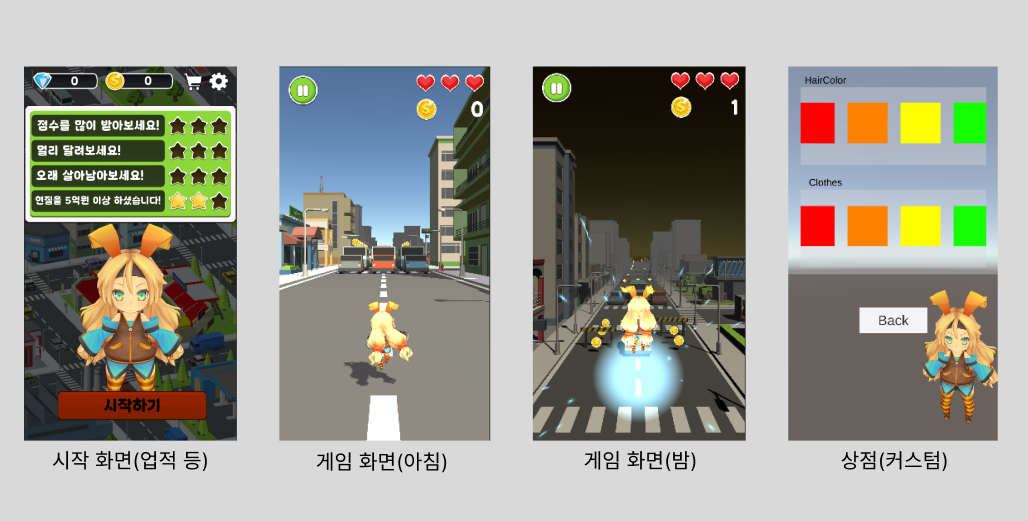 0
0
점수를 많이 받아보세요!
멀리 달려보세요!
오래 살아남아보세요!
현질을 5억원 이상 하셨습니다!
시작하기
시작 화면(업적 등)
0
게임 화면(아침)
1
게임 화면(밤)
HairColor
Clothes
Back
상점(커스텀)